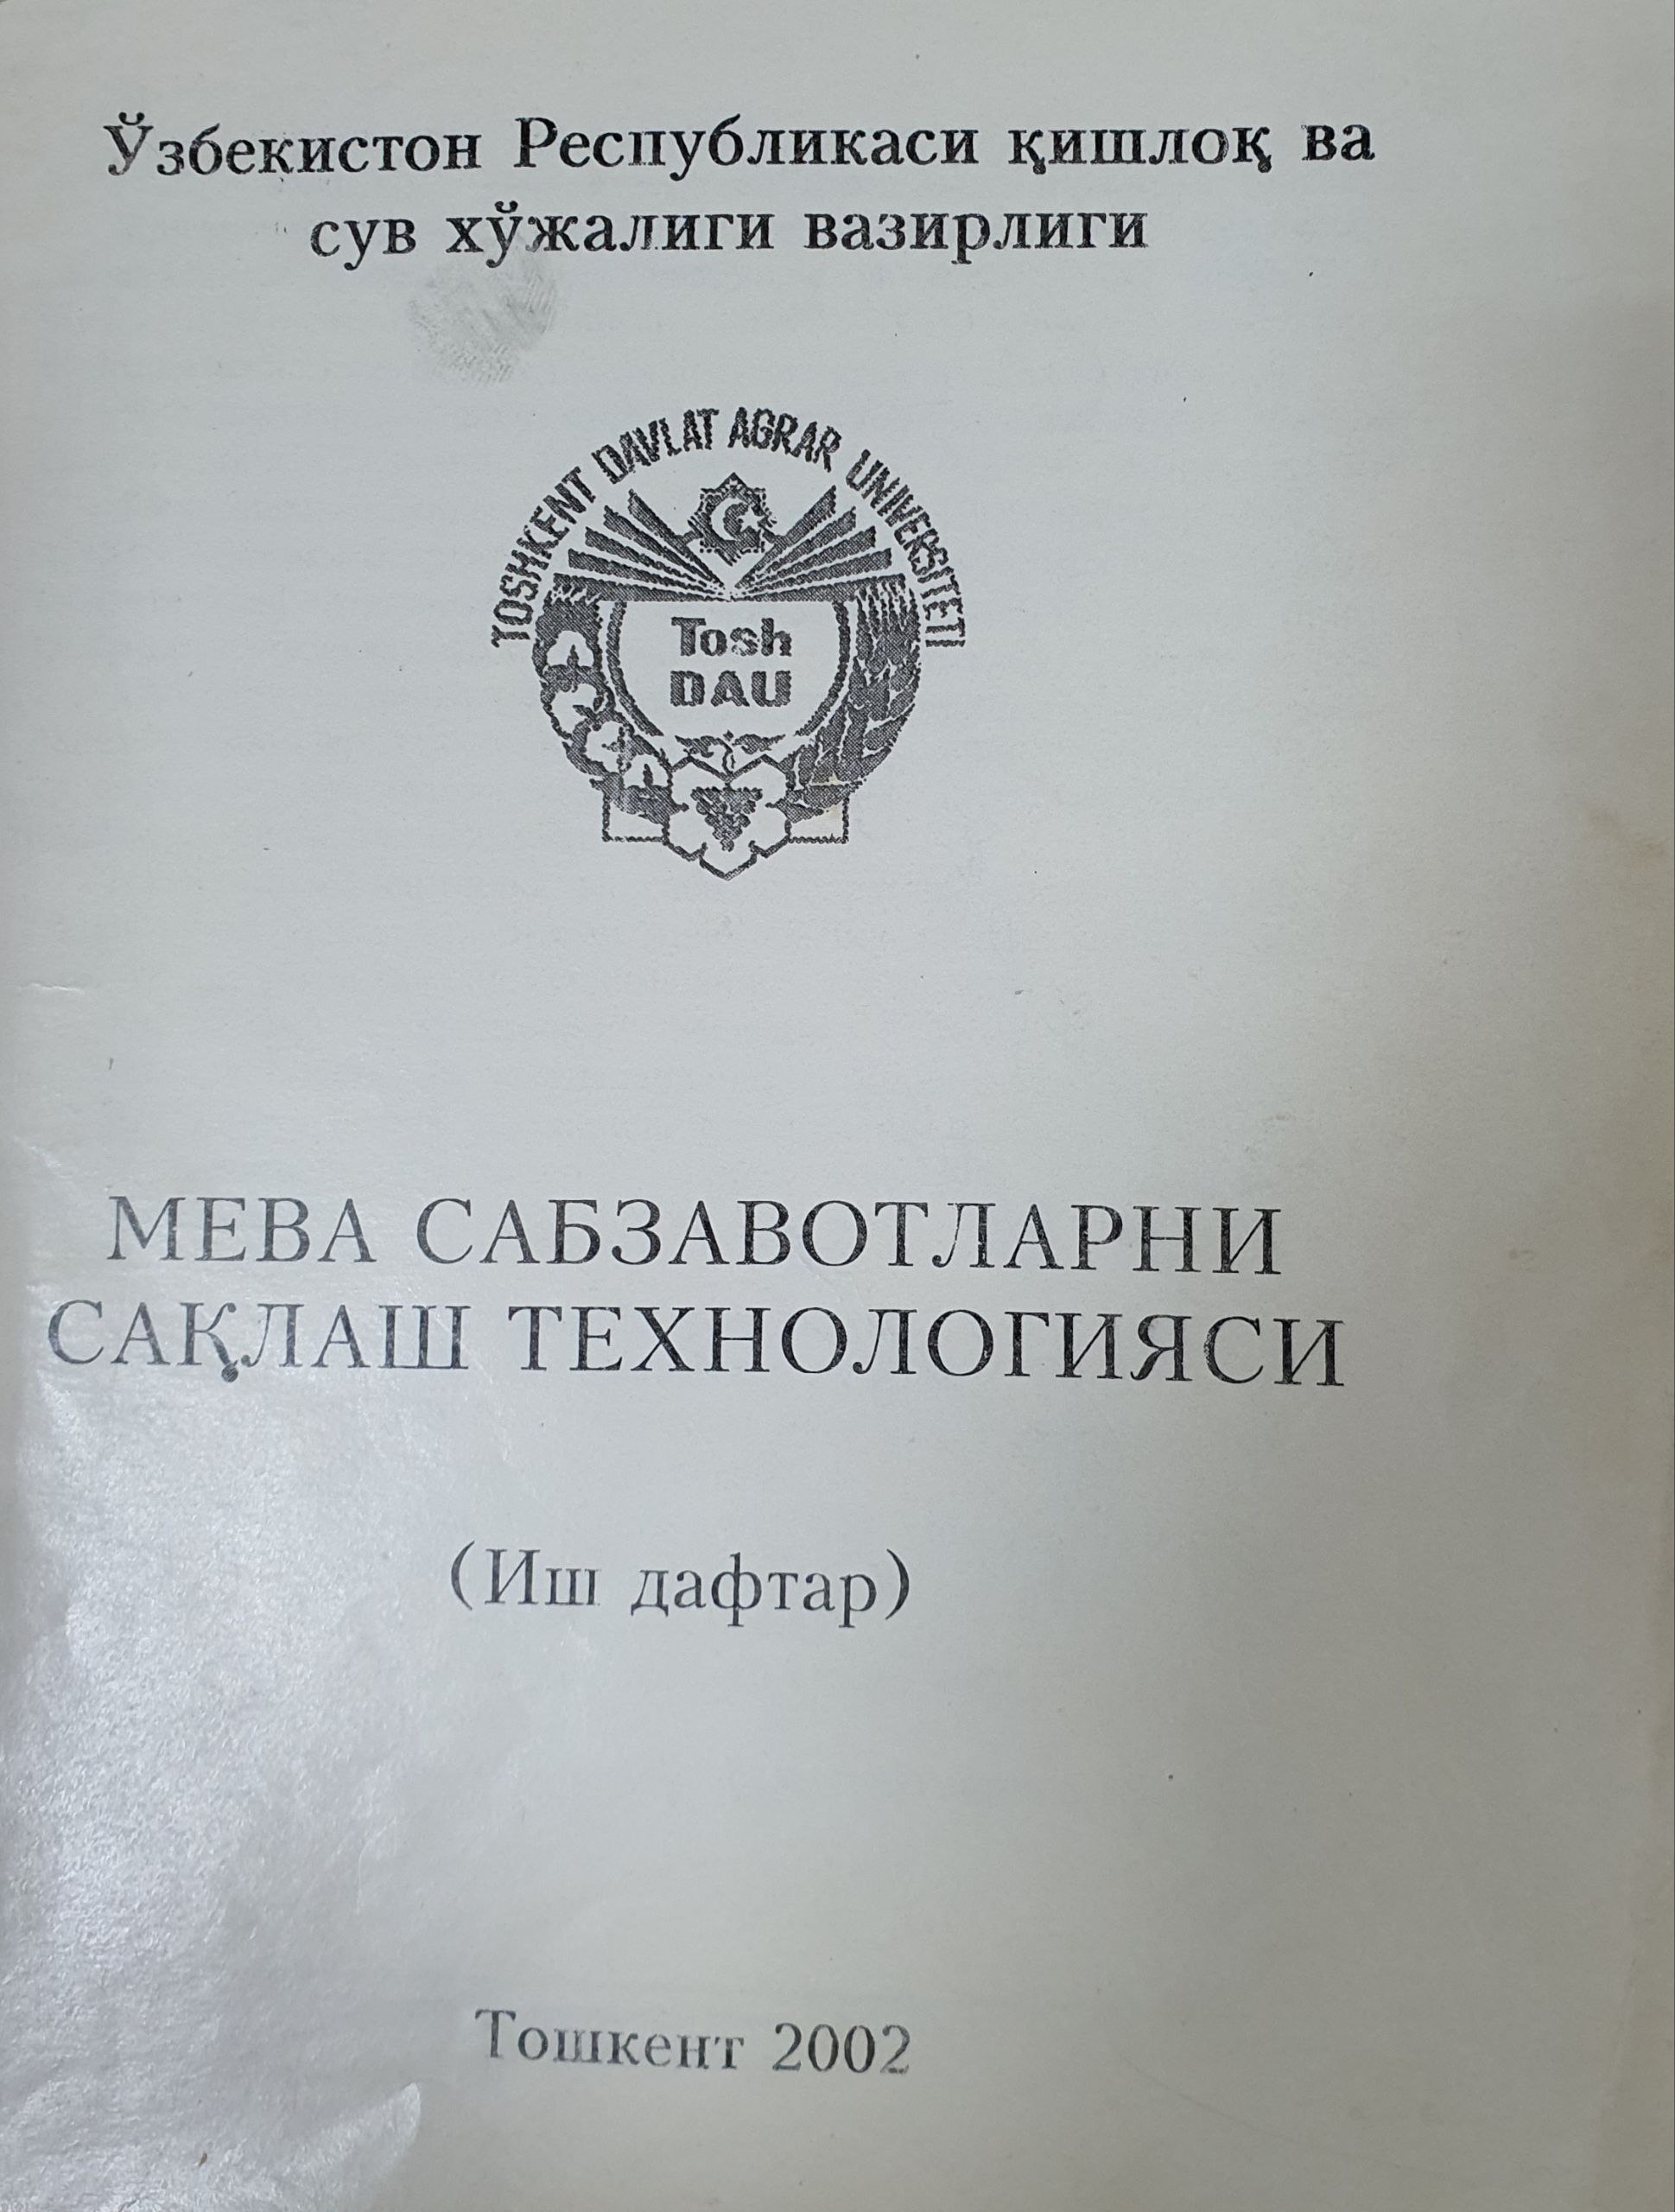 Ўзбекистон Республикаси қишлоқ ва
сув хўжалиги вазирлиги
TOSHKENT DAVLAT AGRAR UNIVERSITETI
Tosh
DAU
МЕВА САБЗАВОТЛАРНИ
САҚЛАШ ТЕХНОЛОГИЯСИ
(Иш дафтар)
Тошкент 2002